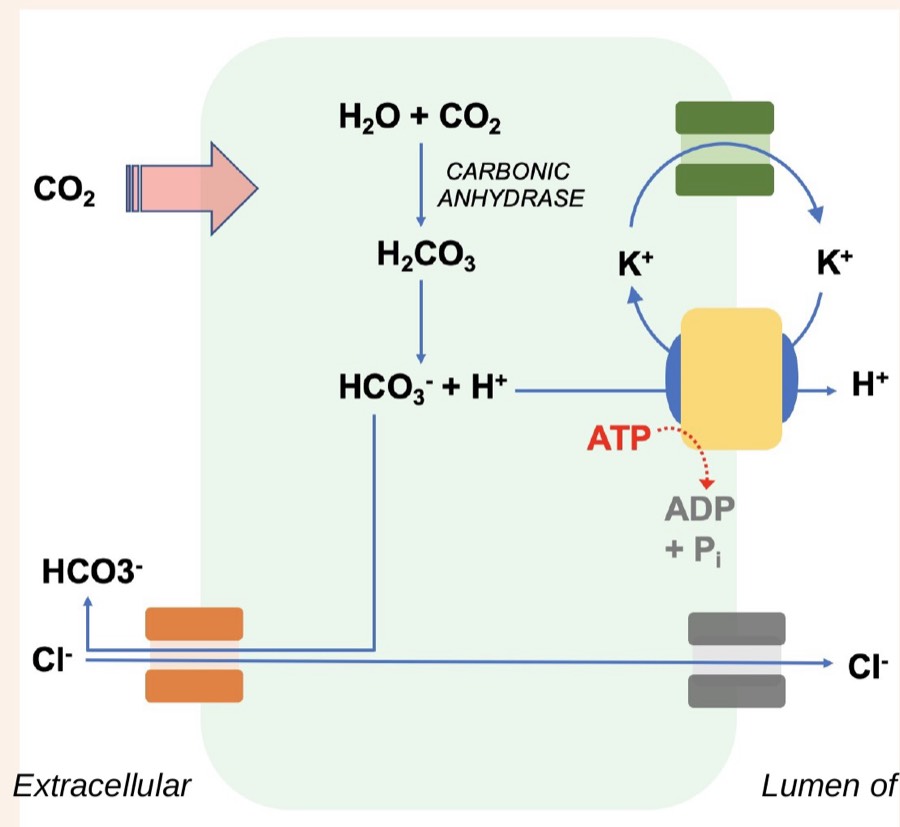 H₂O + CO₂
CO₂
CARBONIC
ANHYDRASE
H₂CO₃
K⁺
K⁺
HCO₃⁻ + H⁺
H⁺
ATP
ADP
+ Pᵢ
HCO3⁻
Cl⁻
Cl⁻
Extracellular
Lumen of